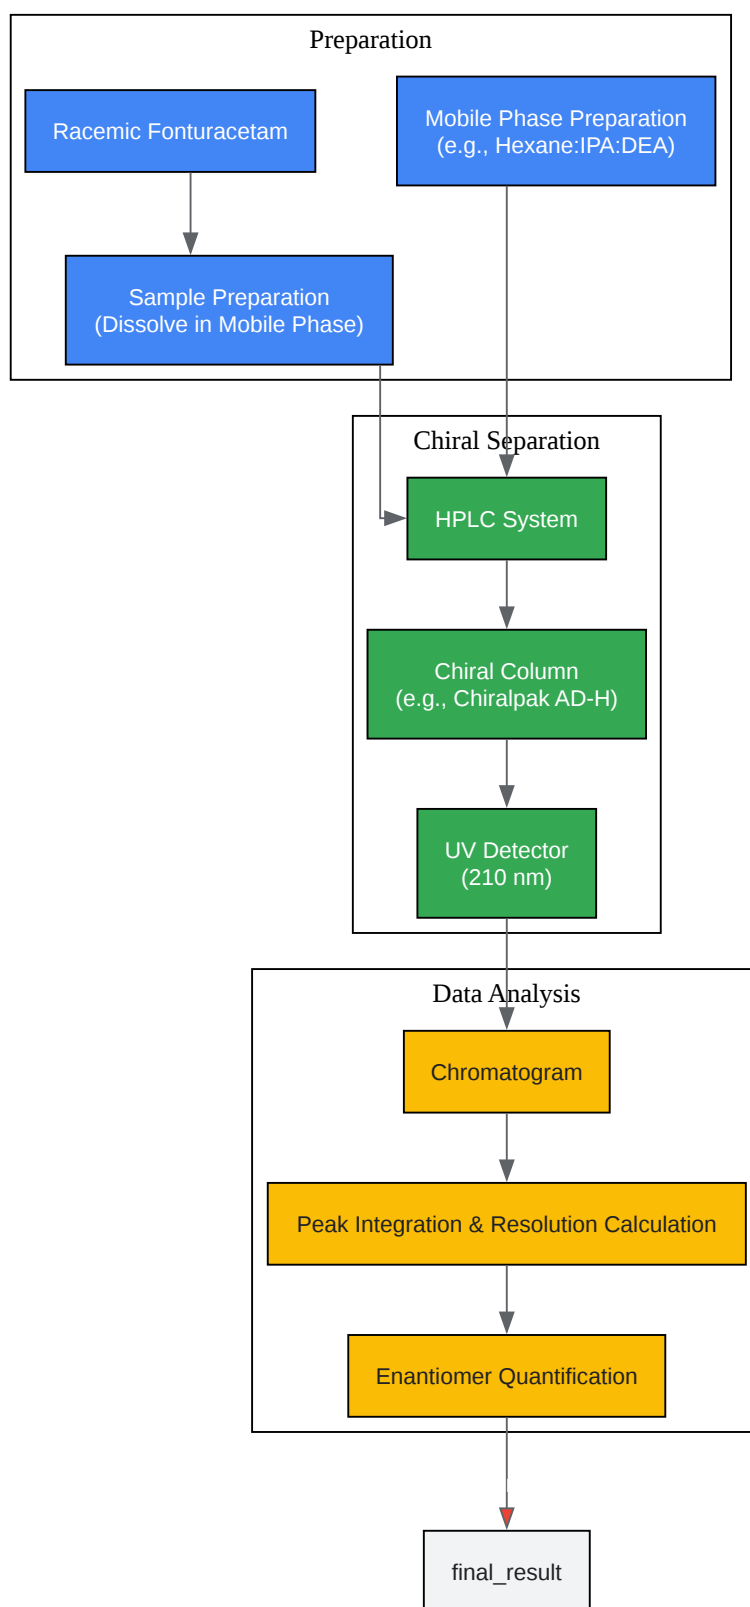 Preparation
Racemic Fonturacetam
Mobile Phase Preparation
(e.g., Hexane:IPA:DEA)
Sample Preparation
(Dissolve in Mobile Phase)
Chiral Separation
HPLC System
Chiral Column
(e.g., Chiralpak AD-H)
UV Detector
(210 nm)
Data Analysis
Chromatogram
Peak Integration & Resolution Calculation
Enantiomer Quantification
final_result